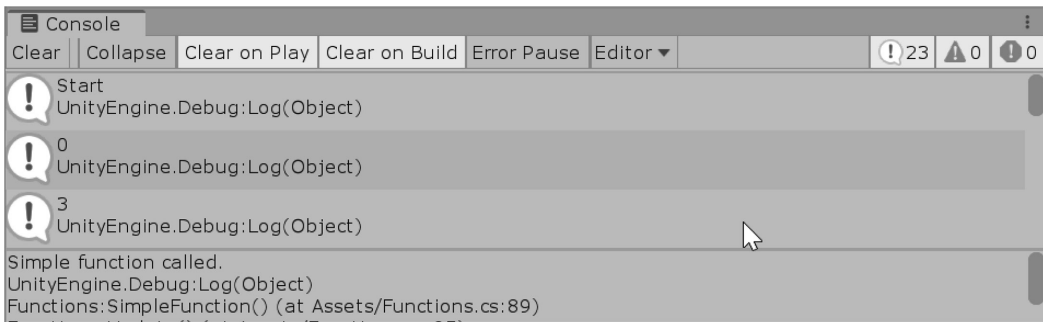 Console
Clear Collapse Clear on Play Clear on Build Error Pause Editor 23 0 0
Start
UnityEngine.Debug:Log(Object)
0
UnityEngine.Debug:Log(Object)
3
UnityEngine.Debug:Log(Object)
Simple function called.
UnityEngine.Debug:Log(Object)
Functions:SimpleFunction() (at Assets/Functions.cs:89)